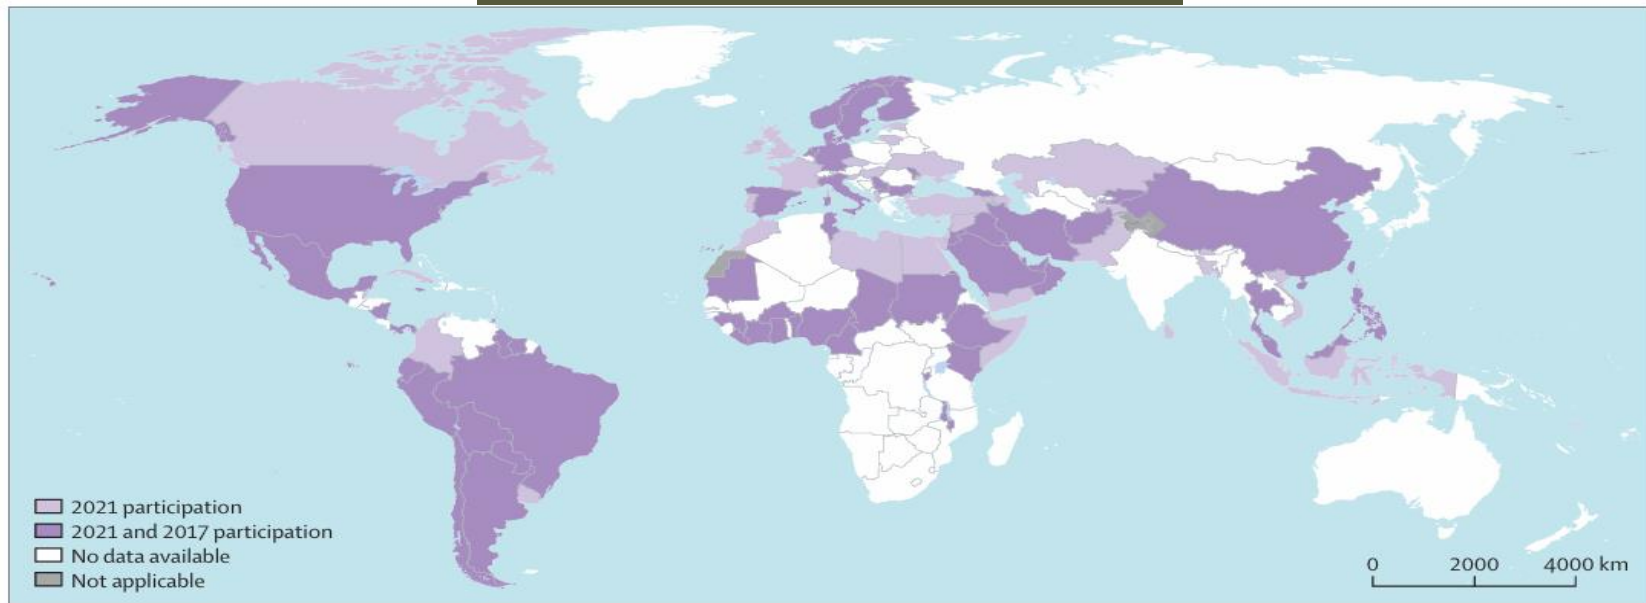 2021 participation
2021 and 2017 participation
No data available
Not applicable
0 2000 4000 km